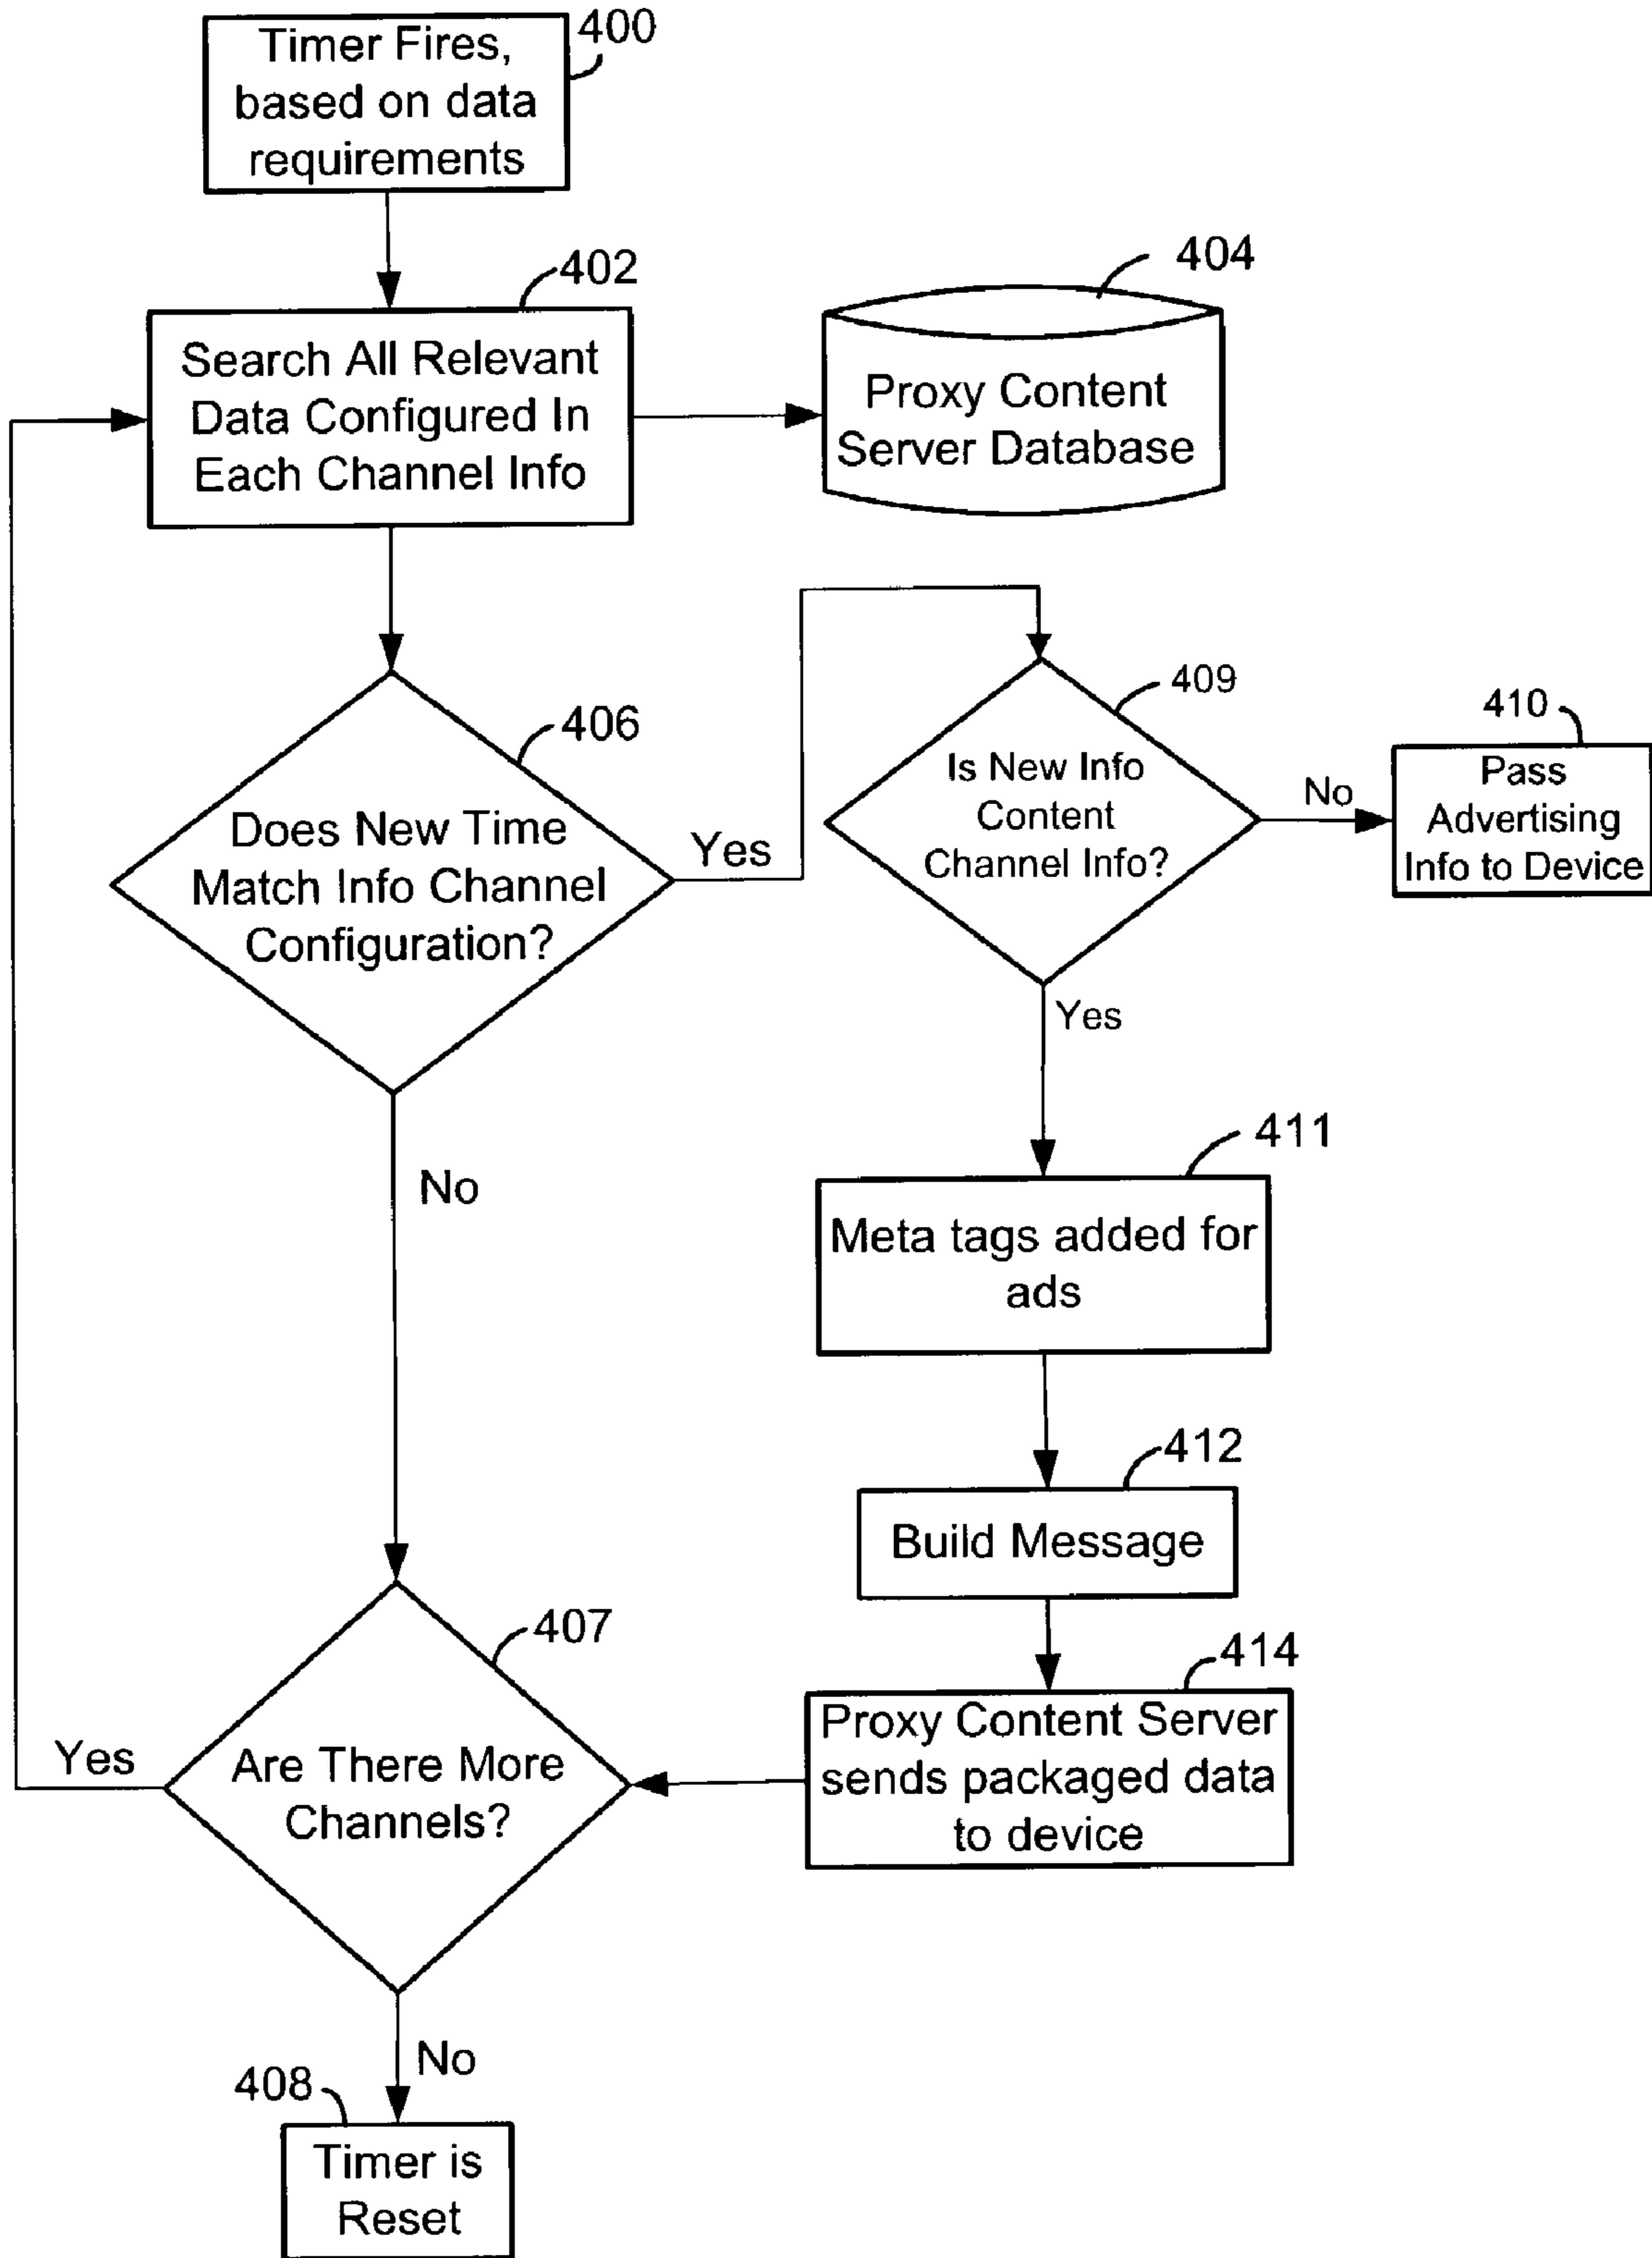 Timer Fires,
based on data
requirements
400
402
Search All Relevant
Data Configured In
Each Channel Info
404
Proxy Content
Server Database
406
Does New Time
Match Info Channel
Configuration?
Yes
No
409
Is New Info
Content
Channel Info?
No
Yes
410
Pass
Advertising
Info to Device
411
Meta tags added for
ads
412
Build Message
414
Proxy Content Server
sends packaged data
to device
407
Are There More
Channels?
Yes
No
408
Timer is
Reset